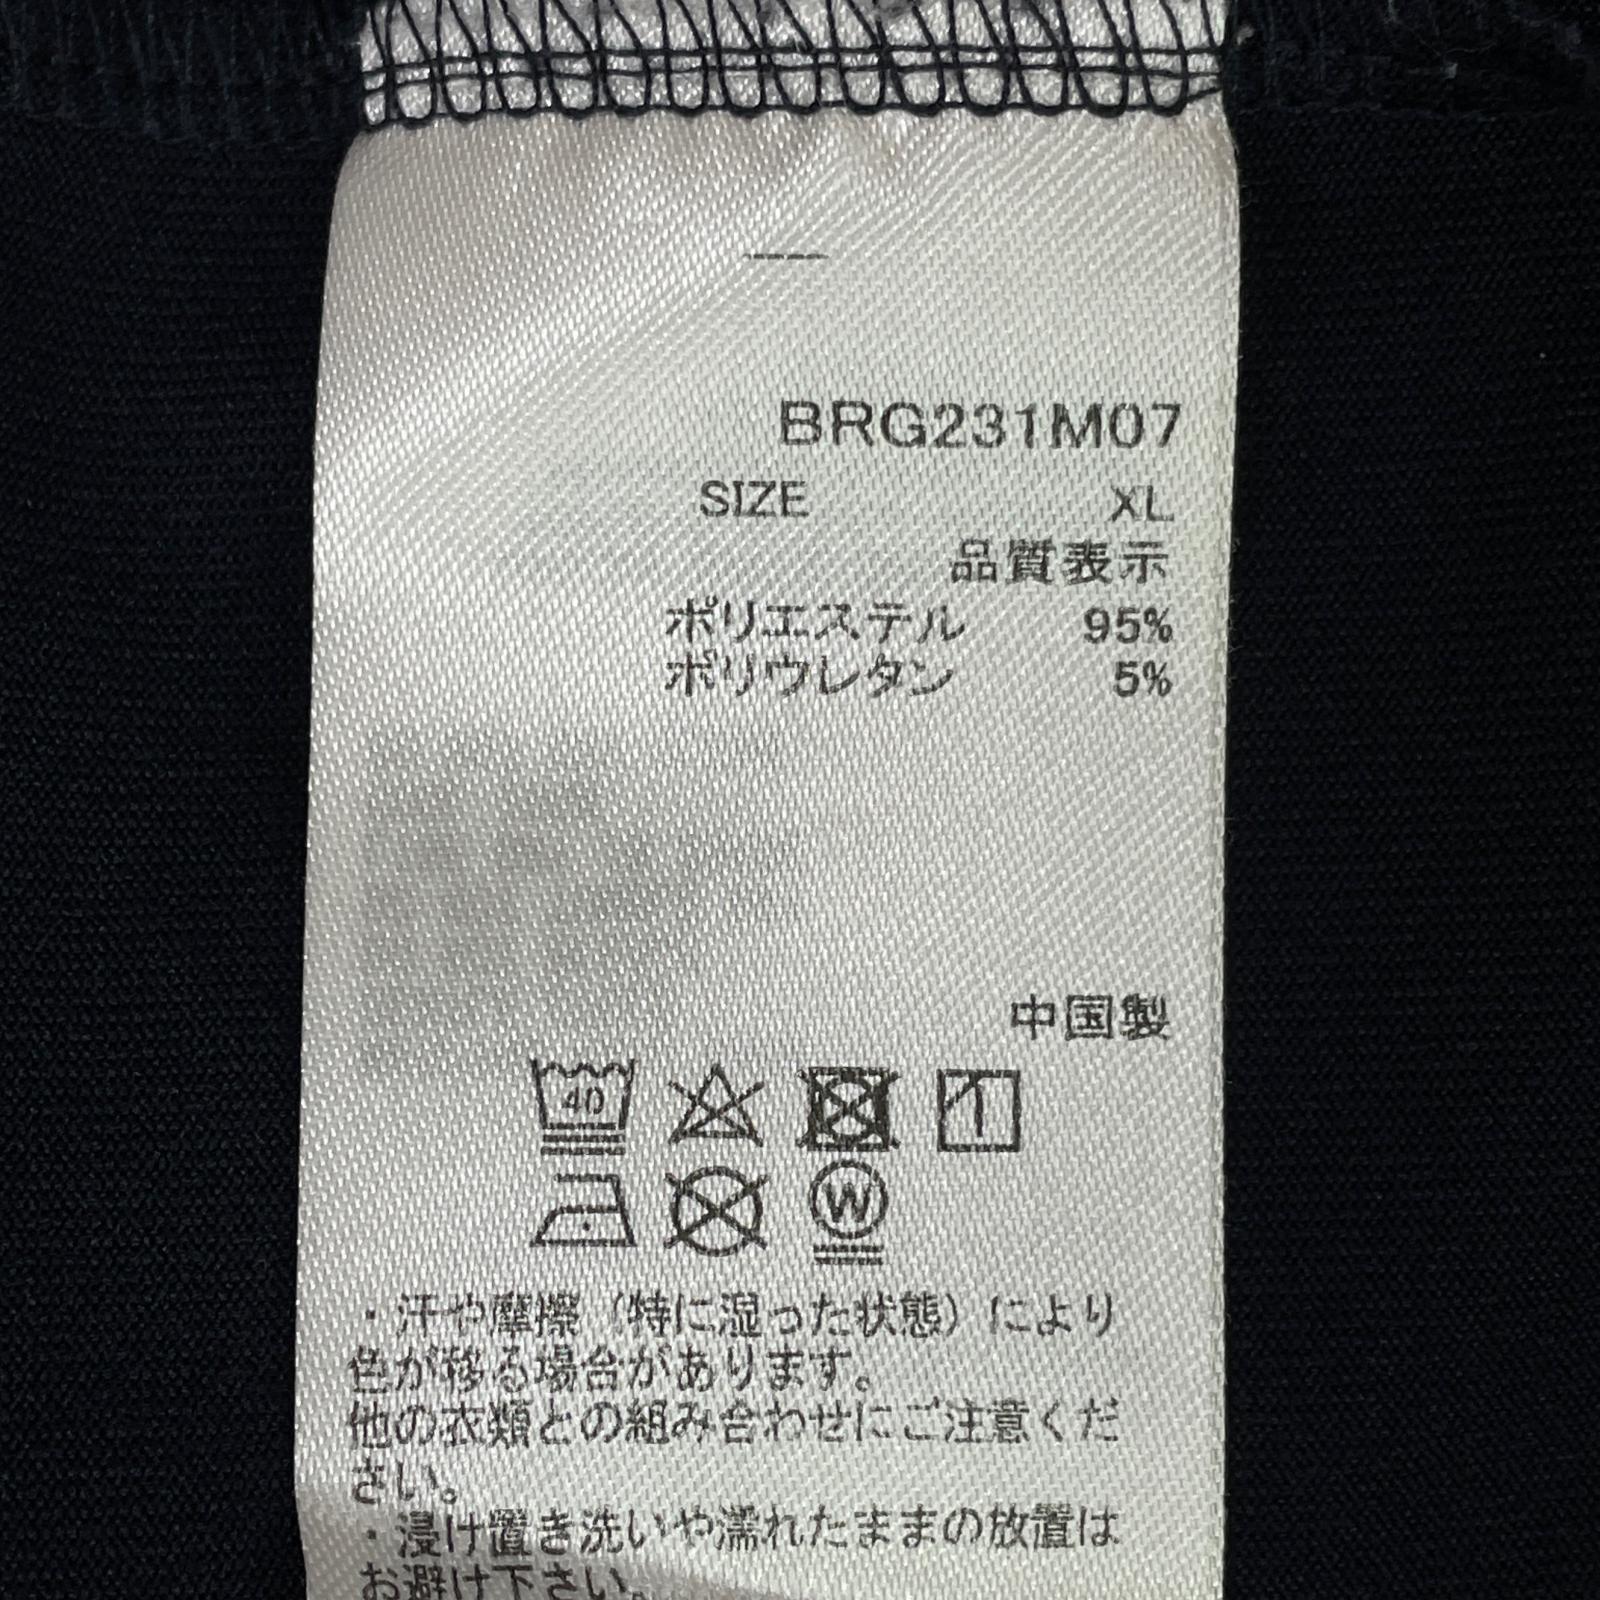 BRG231M07
SIZE XL
品質表示
ポリエステル 95%
ポリウレタン 5%
中国製
40
W
・汗や摩擦（特に湿った状態）により
色が移る場合があります。
他の衣類との組み合わせにご注意くだ
さい。
・浸け置き洗いや濡れたままの放置は
お避け下さい。